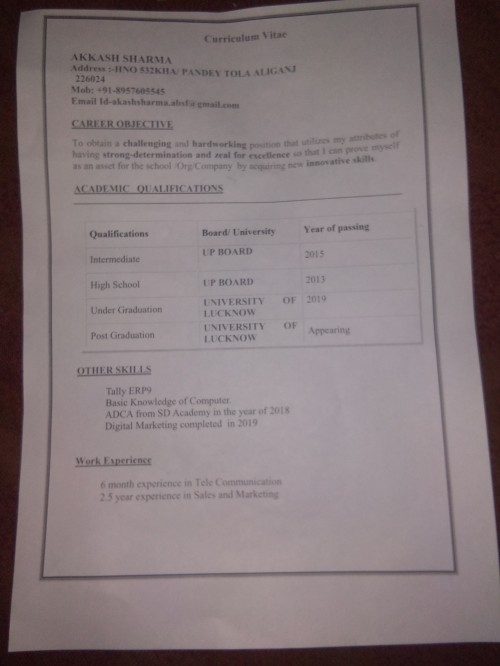 Curriculum Vitae
AKKASH SHARMA
Address :-HNO 532KHA/ PANDEY TOLA ALIGANJ
226024
Mob: +91-8957605545
Email Id-akashsharma.absf@gmail.com
CAREER OBJECTIVE
To obtain a challenging and hardworking position that utilizes my attributes of
having strong-determination and zeal for excellence so that I can prove myself
as an asset for the school /Org/Company by acquiring new innovative skills.
ACADEMIC QUALIFICATIONS
Qualifications Board/ University Year of passing
Intermediate UP BOARD 2015
High School UP BOARD 2013
Under Graduation UNIVERSITY OF 2019
LUCKNOW
Post Graduation UNIVERSITY OF Appearing
LUCKNOW
OTHER SKILLS
Tally ERP9
Basic Knowledge of Computer.
ADCA from SD Academy in the year of 2018
Digital Marketing completed in 2019
Work Experience
6 month experience in Tele Communication
2.5 year experience in Sales and Marketing